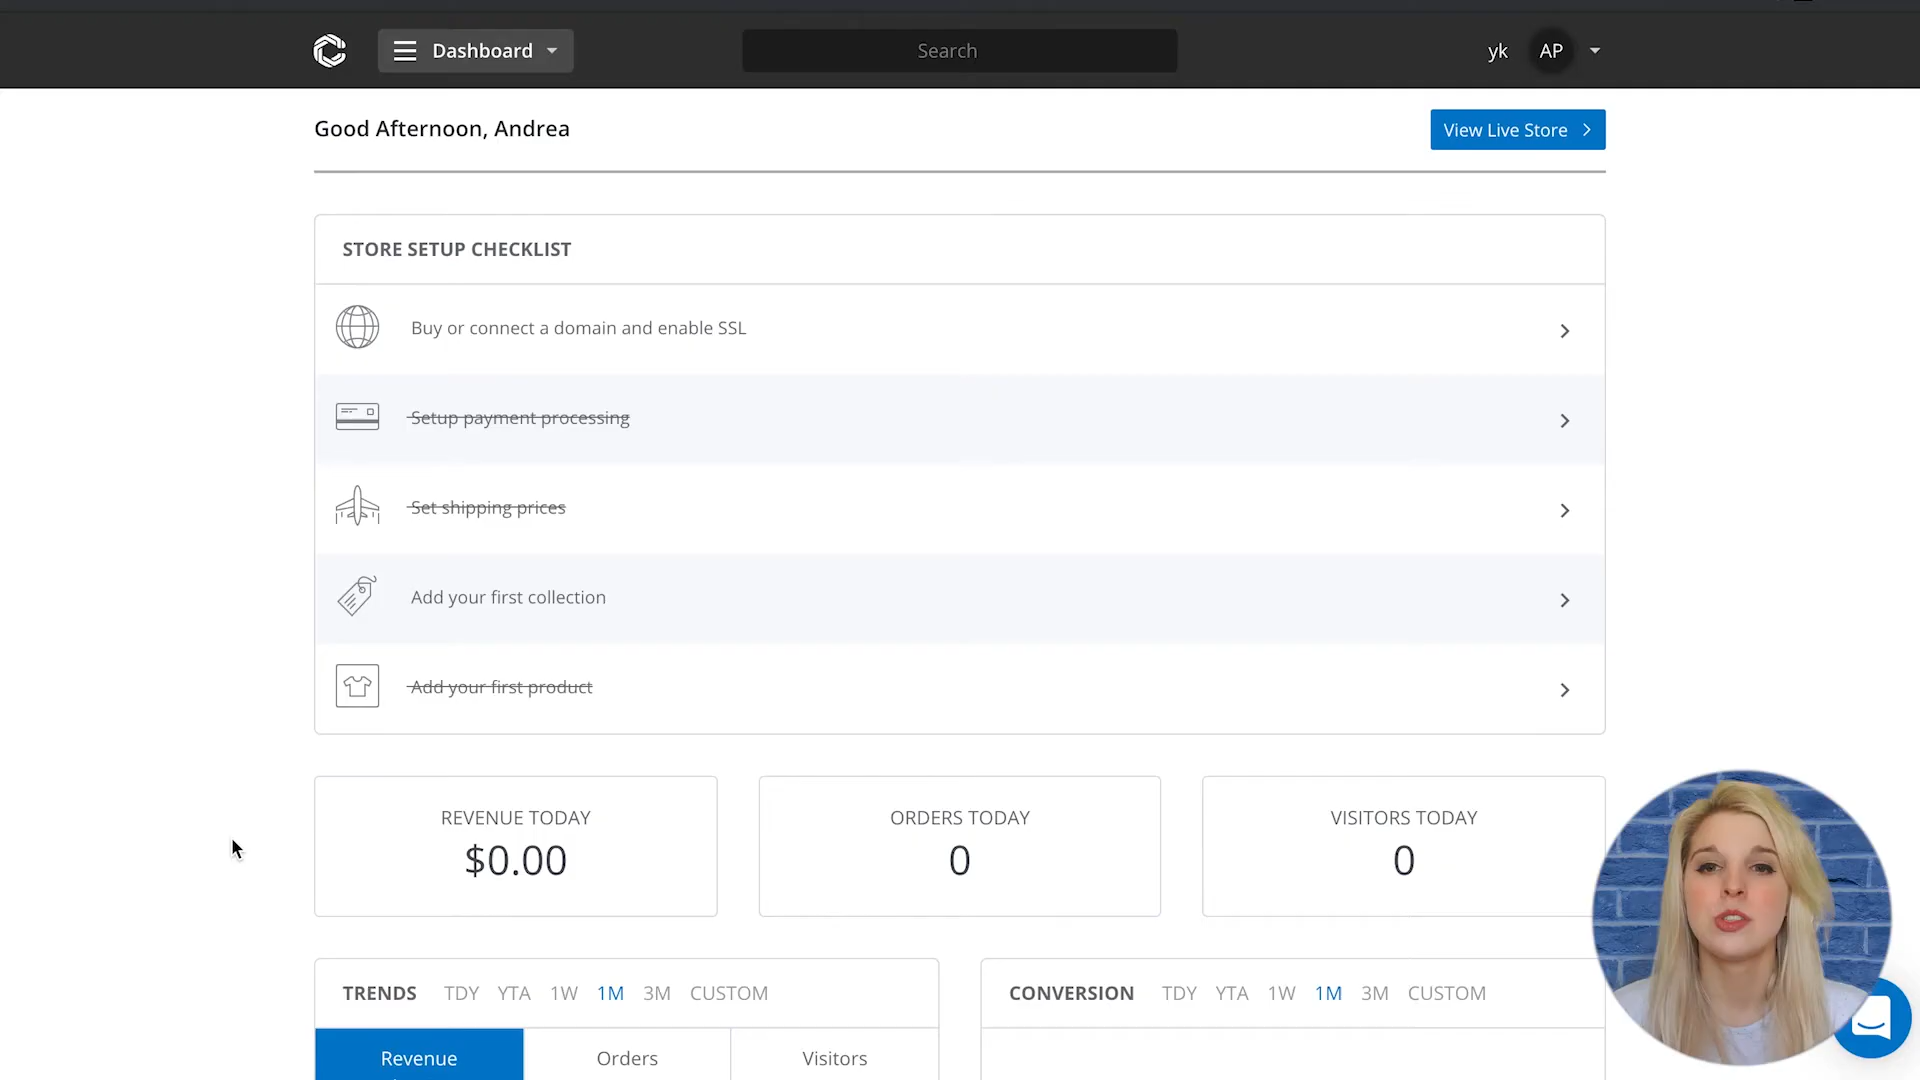 Dashboard
Search
yk
AP
Good Afternoon, Andrea
View Live Store
STORE SETUP CHECKLIST
Buy or connect a domain and enable SSL
Setup payment processing
Set shipping prices
Add your first collection
Add your first product
REVENUE TODAY
$0.00
ORDERS TODAY
0
VISITORS TODAY
0
TRENDS TDY YTA 1W 1M 3M CUSTOM
CONVERSION TDY YTA 1W 1M 3M CUSTOM
Revenue
Orders
Visitors